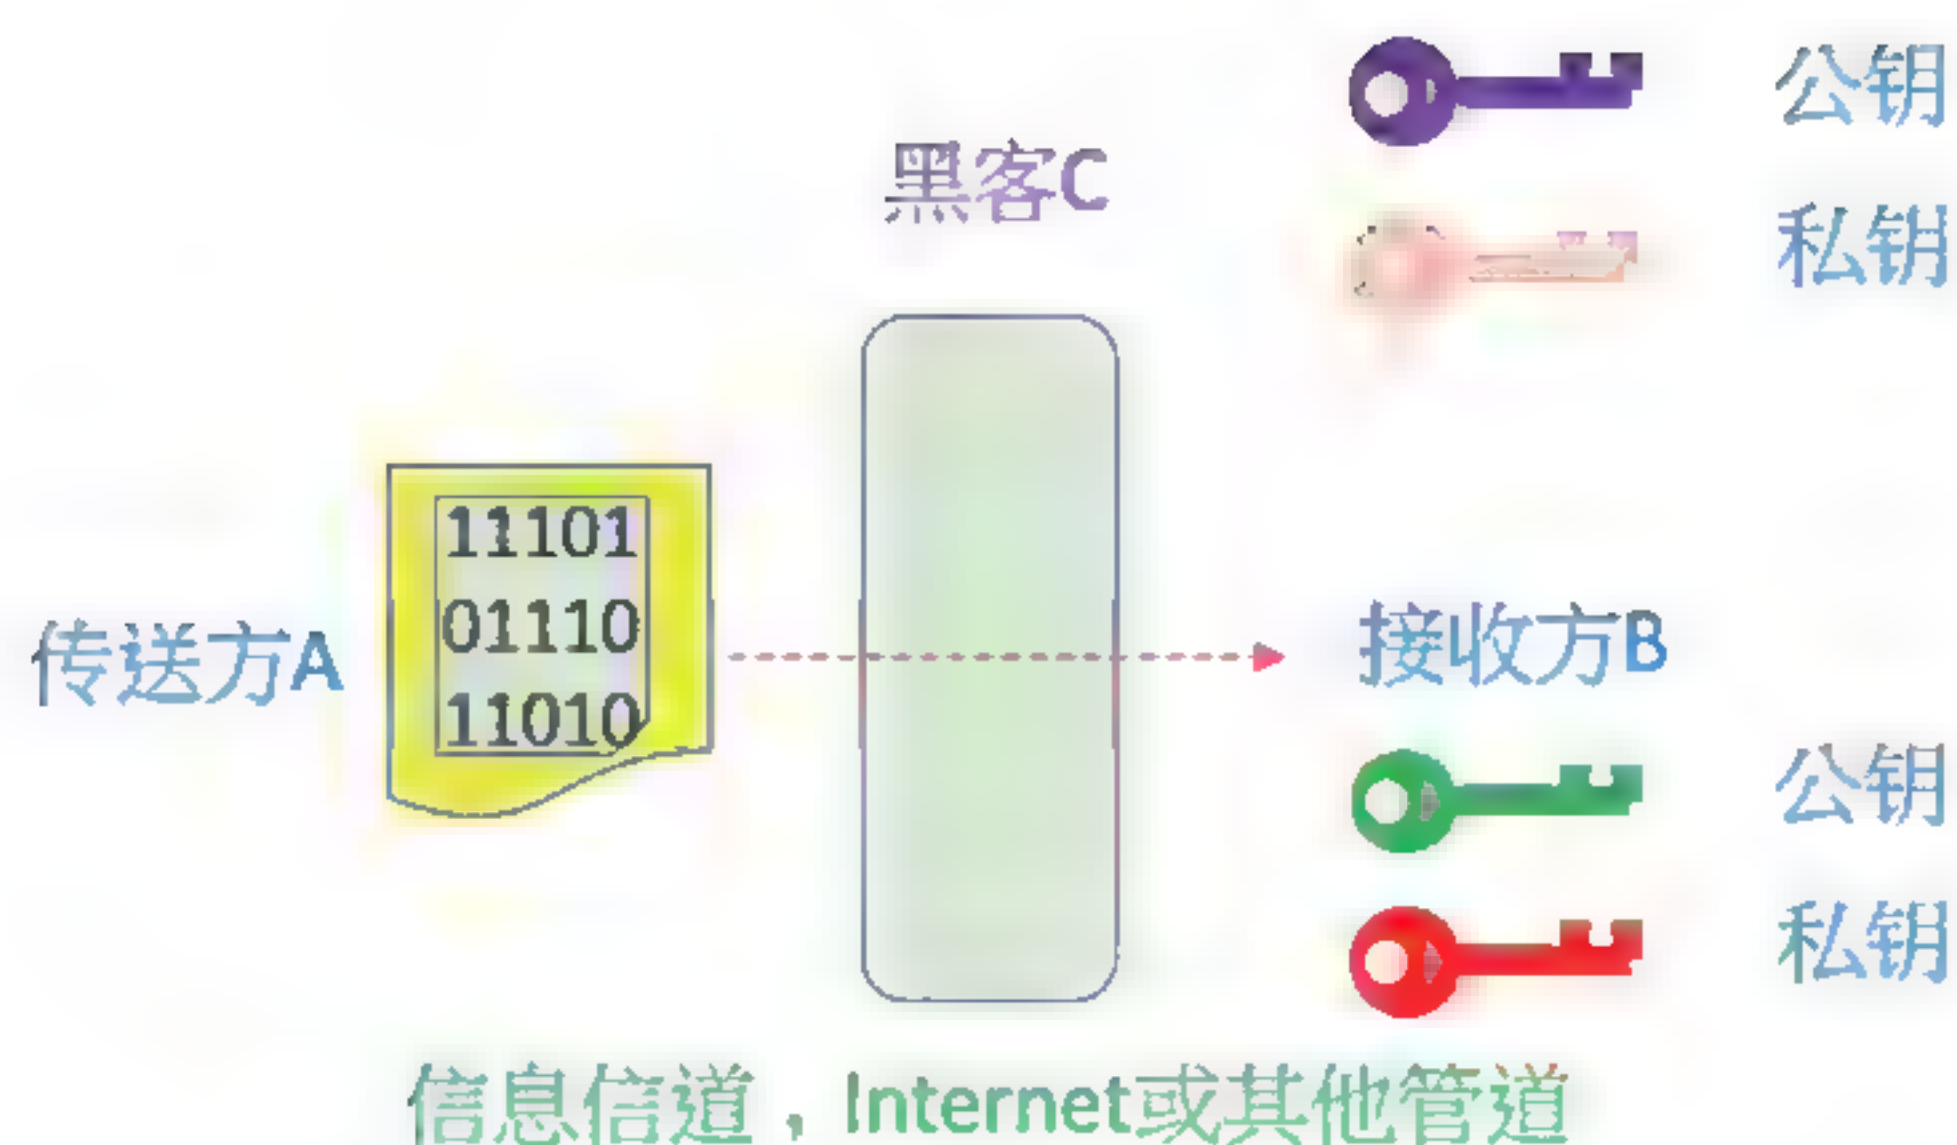 公钥
黑客C
私钥
11101
01110
11010
传送方A
接收方B
公钥
私钥
信息信道，Internet或其他管道